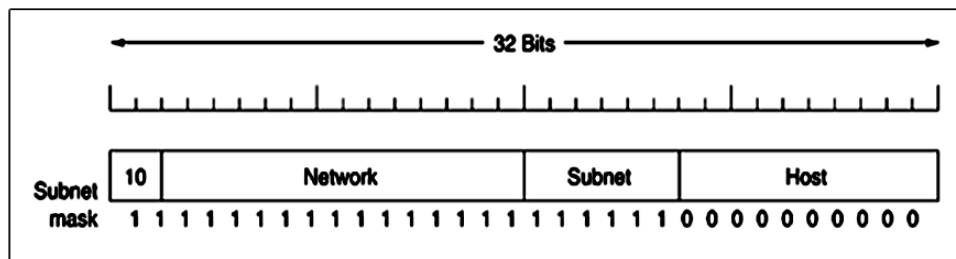 32 Bits
10 Network Subnet Host
Subnet
mask 1 1 1 1 1 1 1 1 1 1 1 1 1 1 1 1 1 1 1 1 1 1 0 0 0 0 0 0 0 0 0 0